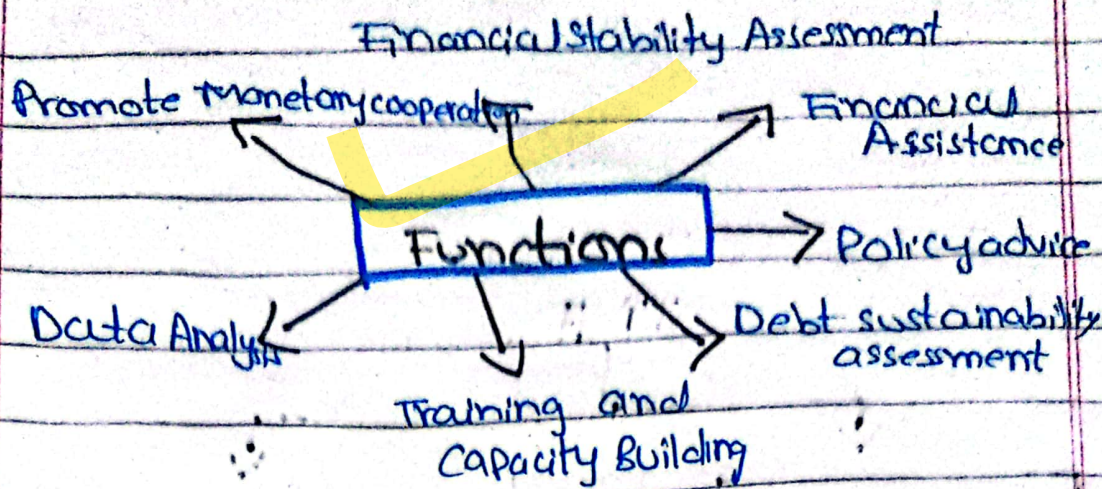 Financial Stability Assessment
Promote Monetary cooperation
Financial
Assistance
Functions
Policy advice
Data Analysis
Debt sustainability
assessment
Training and
Capacity Building